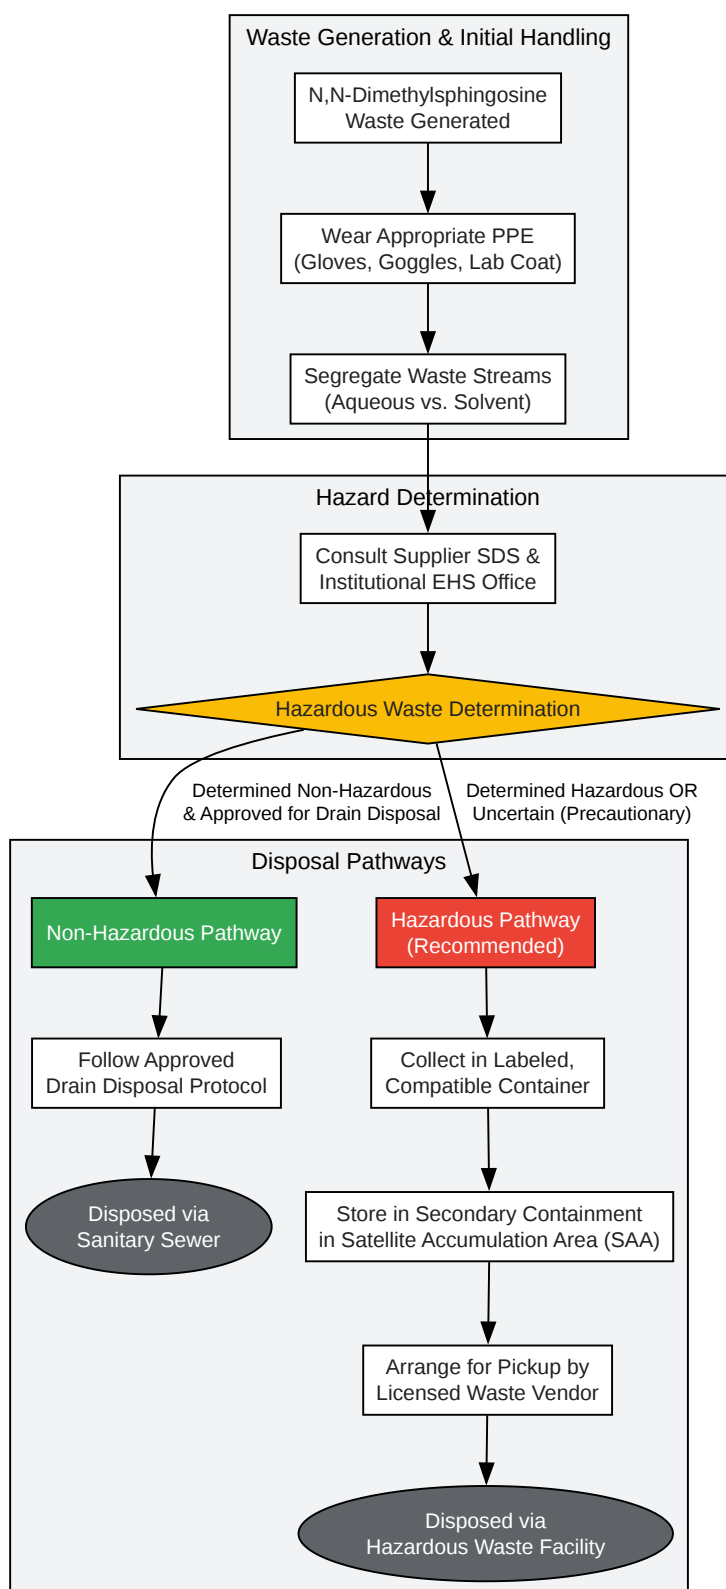 Waste Generation & Initial Handling
N,N-Dimethylsphingosine
Waste Generated
Wear Appropriate PPE
(Gloves, Goggles, Lab Coat)
Segregate Waste Streams
(Aqueous vs. Solvent)
Hazard Determination
Consult Supplier SDS &
Institutional EHS Office
Hazardous Waste Determination
Determined Non-Hazardous
& Approved for Drain Disposal
Determined Hazardous OR
Uncertain (Precautionary)
Disposal Pathways
Non-Hazardous Pathway
Hazardous Pathway
(Recommended)
Follow Approved
Drain Disposal Protocol
Collect in Labeled,
Compatible Container
Disposed via
Sanitary Sewer
Store in Secondary Containment
in Satellite Accumulation Area (SAA)
Arrange for Pickup by
Licensed Waste Vendor
Disposed via
Hazardous Waste Facility